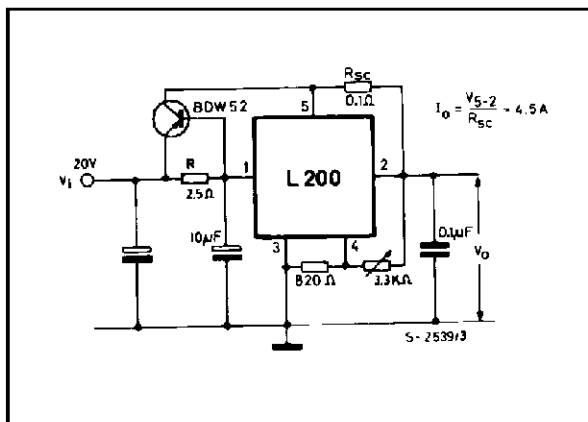 BDW52
RSC
0.1Ω
5
Io = V5-2 / RSC ~ 4.5A
20V
Vi
R
2.5Ω
1
L200
2
10µF
3
4
820Ω
3.3KΩ
0.1µF
Vo
S-2539/3